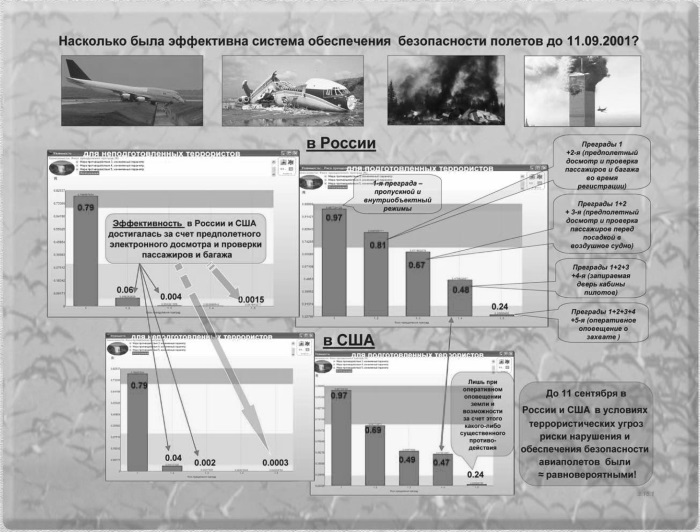 Насколько была эффективна система обеспечения безопасности полетов до 11.09.2001?
в России
для неподготовленных террористов
0.79
0.06
0.004
0.0015
Эффективность в России и США
достигалась за счет предполетного
электронного досмотра и проверки
пассажиров и багажа
для подготовленных террористов
1-я преграда –
пропускной и
внутриобъектный
режимы
0.97
0.81
0.67
0.48
0.24
Преграды 1
+2-я (предполетный
досмотр и проверка
пассажиров и багажа
во время
регистрации)
Преграды 1+2
+ 3-я (предполетный
досмотр и проверка
пассажиров перед
посадкой в
воздушное судно)
Преграды 1+2+3
+4-я (запираемая
дверь кабины
пилотов)
Преграды 1+2+3+4
+5-я (оперативное
оповещение о
захвате )
в США
для неподготовленных террористов
0.79
0.04
0.002
0.0003
для подготовленных террористов
0.97
0.69
0.49
0.47
0.24
Лишь при
оперативном
оповещении
земли и
возможности
за счет этого
какого-либо
существенного
противо-
действия
До 11 сентября в
России и США в условиях
террористических угроз
риски нарушения и
обеспечения безопасности
авиаполетов были
≈ равновероятными!